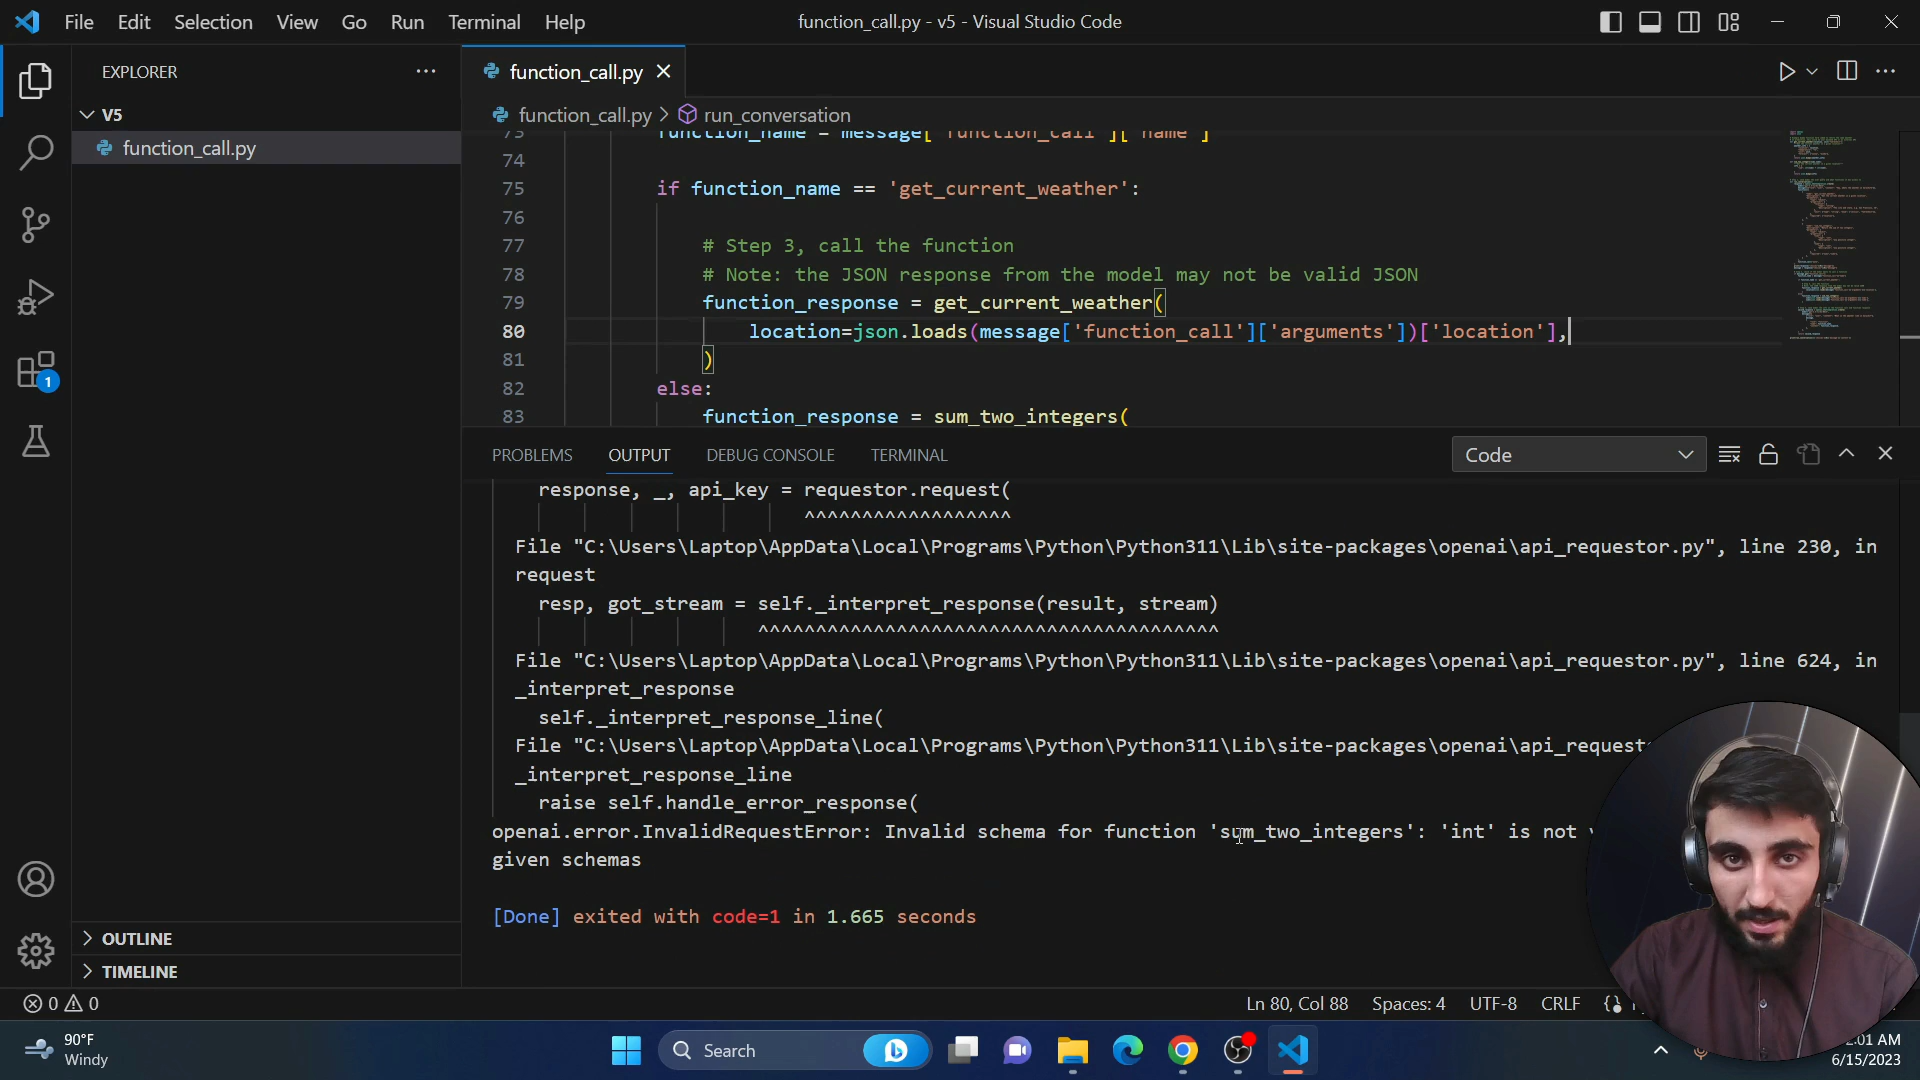 File Edit Selection View Go Run Terminal Help
function_call.py - v5 - Visual Studio Code
EXPLORER
V5
function_call.py
OUTLINE
TIMELINE
1
function_call.py
function_call.py > run_conversation
73 function_name = message['function_call']['name']
74
75 if function_name == 'get_current_weather':
76
77 # Step 3, call the function
78 # Note: the JSON response from the model may not be valid JSON
79 function_response = get_current_weather(
80 location=json.loads(message['function_call']['arguments'])['location'],
81 )
82 else:
83 function_response = sum_two_integers(
PROBLEMS OUTPUT DEBUG CONSOLE TERMINAL
Code
response, _, api_key = requestor.request(
^^^^^^^^^^^^^^^^^^
File "C:\Users\Laptop\AppData\Local\Programs\Python\Python311\Lib\site-packages\openai\api_requestor.py", line 230, in
request
resp, got_stream = self._interpret_response(result, stream)
^^^^^^^^^^^^^^^^^^^^^^^^^^^^^^^^^^^^^^^^
File "C:\Users\Laptop\AppData\Local\Programs\Python\Python311\Lib\site-packages\openai\api_requestor.py", line 624, in
_interpret_response
self._interpret_response_line(
File "C:\Users\Laptop\AppData\Local\Programs\Python\Python311\Lib\site-packages\openai\api_request
_interpret_response_line
raise self.handle_error_response(
openai.error.InvalidRequestError: Invalid schema for function 'sum_two_integers': 'int' is not
given schemas
[Done] exited with code=1 in 1.665 seconds
0 0
Ln 80, Col 88 Spaces: 4 UTF-8 CRLF {}
90°F
Windy
Search
:01 AM
6/15/2023